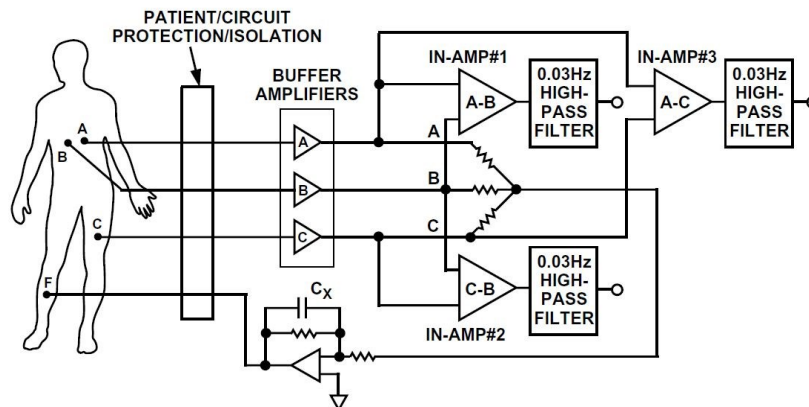 PATIENT/CIRCUIT
PROTECTION/ISOLATION
BUFFER
AMPLIFIERS
IN-AMP#1
A-B
0.03Hz
HIGH-
PASS
FILTER
IN-AMP#3
A-C
0.03Hz
HIGH-
PASS
FILTER
A
B
C
F
A
B
C
A
B
C
C-B
IN-AMP#2
0.03Hz
HIGH-
PASS
FILTER
CX